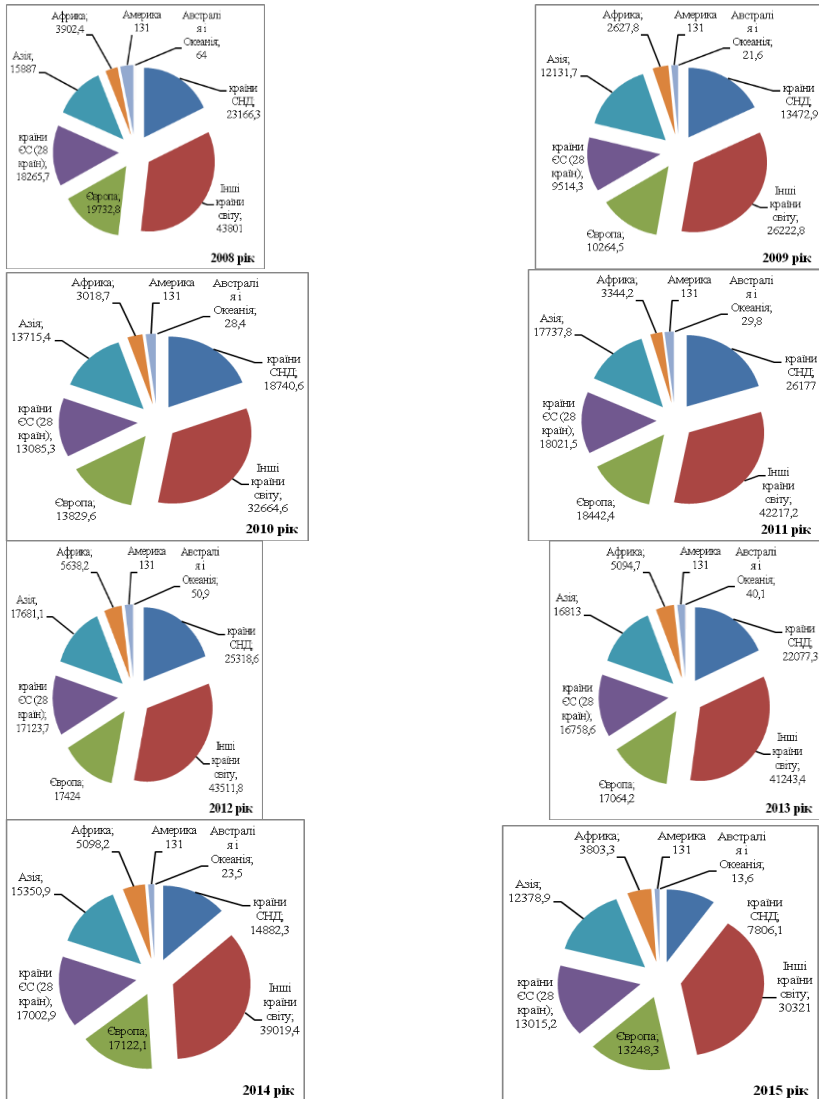 Африка;
3902,4
Америка
131
Австралі
я і
Океанія;
64
країни
СНД,
23166,3
Інші
країни
світу;
43801
Європа;
19732,8
країни
ЄС (28
країн);
18265,7
Азія;
15887
2008 рік
Африка;
2627,8
Америка
131
Австралі
я і
Океанія;
21,6
країни
СНД,
13472,9
Інші
країни
світу;
26222,8
Європа;
10264,5
країни
ЄС (28
країн);
9514,3
Азія;
12131,7
2009 рік
Африка;
3018,7
Америка
131
Австралі
я і
Океанія;
28,4
країни
СНД,
18740,6
Інші
країни
світу;
32664,6
Європа;
13829,6
країни
ЄС (28
країн);
13085,3
Азія;
13715,4
2010 рік
Африка;
3344,2
Америка
131
Австралі
я і
Океанія;
29,8
країни
СНД,
26177
Інші
країни
світу;
42217,2
Європа;
18442,4
країни
ЄС (28
країн);
18021,5
Азія;
17737,8
2011 рік
Африка;
5638,2
Америка
131
Австралі
я і
Океанія;
50,9
країни
СНД,
25318,6
Інші
країни
світу,
43511,8
Європа;
17424
країни
ЄС (28
країн);
17123,7
Азія;
17681,1
2012 рік
Африка;
5094,7
Америка
131
Австралі
я і
Океанія;
40,1
країни
СНД,
22077,3
Інші
країни
світу;
41243,4
Європа;
17064,2
країни
ЄС (28
країн);
16758,6
Азія;
16813
2013 рік
Африка;
5098,2
Америка
131
Австралі
я і
Океанія;
23,5
країни
СНД;
14882,3
Інші
країни
світу;
39019,4
Європа;
17122,1
країни
ЄС (28
країн);
17002,9
Азія;
15350,9
2014 рік
Африка;
3803,3
Америка
131
Австралі
я і
Океанія;
13,6
країни
СНД;
7806,1
Інші
країни
світу;
30321
Європа;
13248,3
країни
ЄС (28
країн);
13015,2
Азія;
12378,9
2015 рік